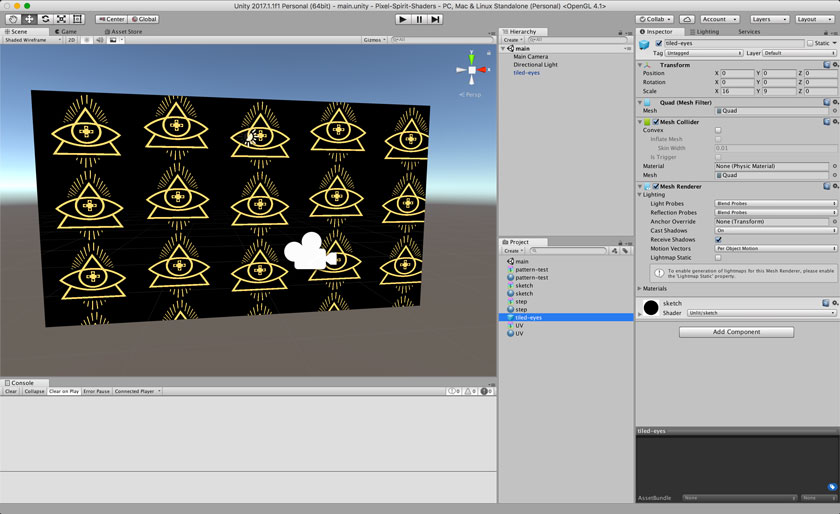 Unity 2017.1.1f1 Personal (64bit) - main.unity - Pixel-Spirit-Shaders - PC, Mac & Linux Standalone (Personal) <OpenGL 4.1>
Center Global Collab Account Layers Layout
Scene Game Asset Store
Shaded Wireframe 2D Gizmos All
y
x
Persp
Console
Clear Collapse Clear on Play Error Pause Connected Player 0 0 0
Hierarchy
Create All
main
Main Camera
Directional Light
tiled-eyes
Project
Create
main
pattern-test
pattern-test
sketch
sketch
step
step
tiled-eyes
UV
UV
Inspector Lighting Services
tiled-eyes Static
Tag Untagged Layer Default
Transform
Position X 0 Y 0 Z 0
Rotation X 0 Y 0 Z 0
Scale X 16 Y 9 Z 0
Quad (Mesh Filter)
Mesh Quad
Mesh Collider
Convex
Inflate Mesh
Skin Width 0.01
Is Trigger
Material None (Physic Material)
Mesh Quad
Mesh Renderer
Lighting
Light Probes Blend Probes
Reflection Probes Blend Probes
Anchor Override None (Transform)
Cast Shadows On
Receive Shadows
Motion Vectors Per Object Motion
Lightmap Static
To enable generation of lightmaps for this Mesh Renderer, please enable
the 'Lightmap Static' property.
Materials
sketch
Shader Unlit/sketch
Add Component
tiled-eyes
AssetBundle None None